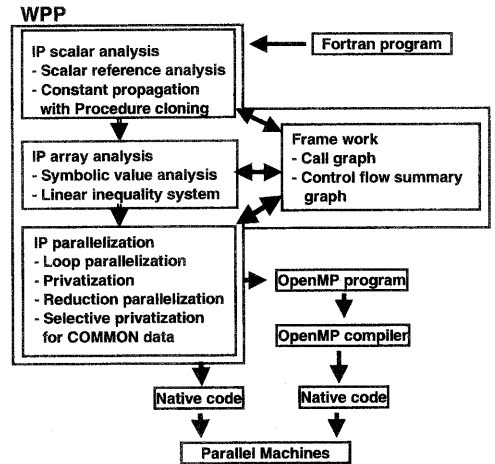 WPP
IP scalar analysis
- Scalar reference analysis
- Constant propagation
with Procedure cloning
Fortran program
IP array analysis
- Symbolic value analysis
- Linear inequality system
Frame work
- Call graph
- Control flow summary
graph
IP parallelization
- Loop parallelization
- Privatization
- Reduction parallelization
- Selective privatization
for COMMON data
OpenMP program
OpenMP compiler
Native code
Native code
Parallel Machines